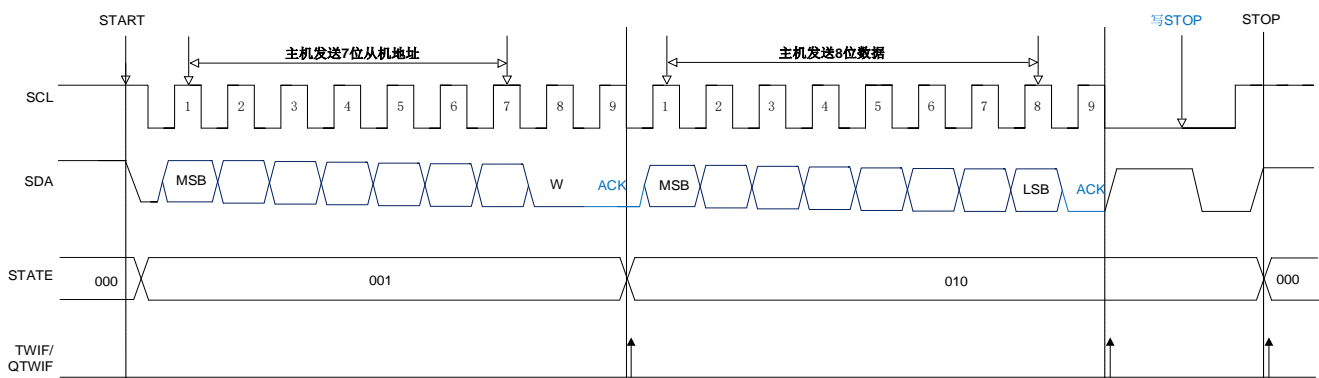 START
写STOP
STOP
主机发送7位从机地址
主机发送8位数据
SCL
1 2 3 4 5 6 7 8 9 1 2 3 4 5 6 7 8 9
SDA
MSB W ACK MSB LSB ACK
STATE
000 001 010 000
TWIF/
QTWIF